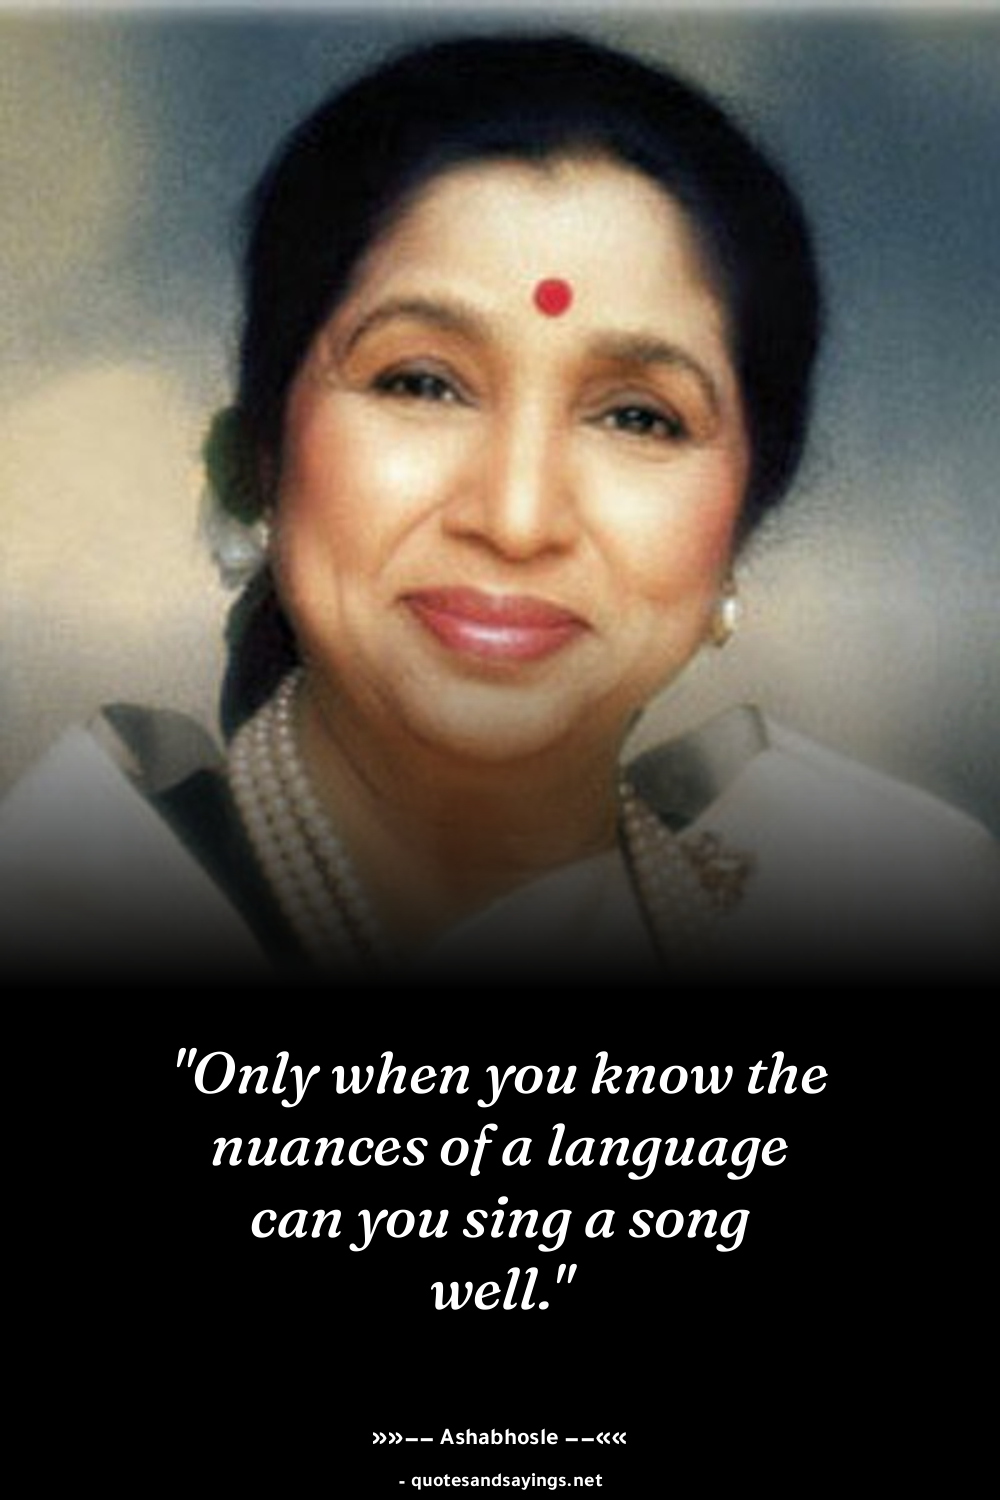 "Only when you know the
nuances of a language
can you sing a song
well."
»»−− Ashabhosle −−««
- quotesandsayings.net